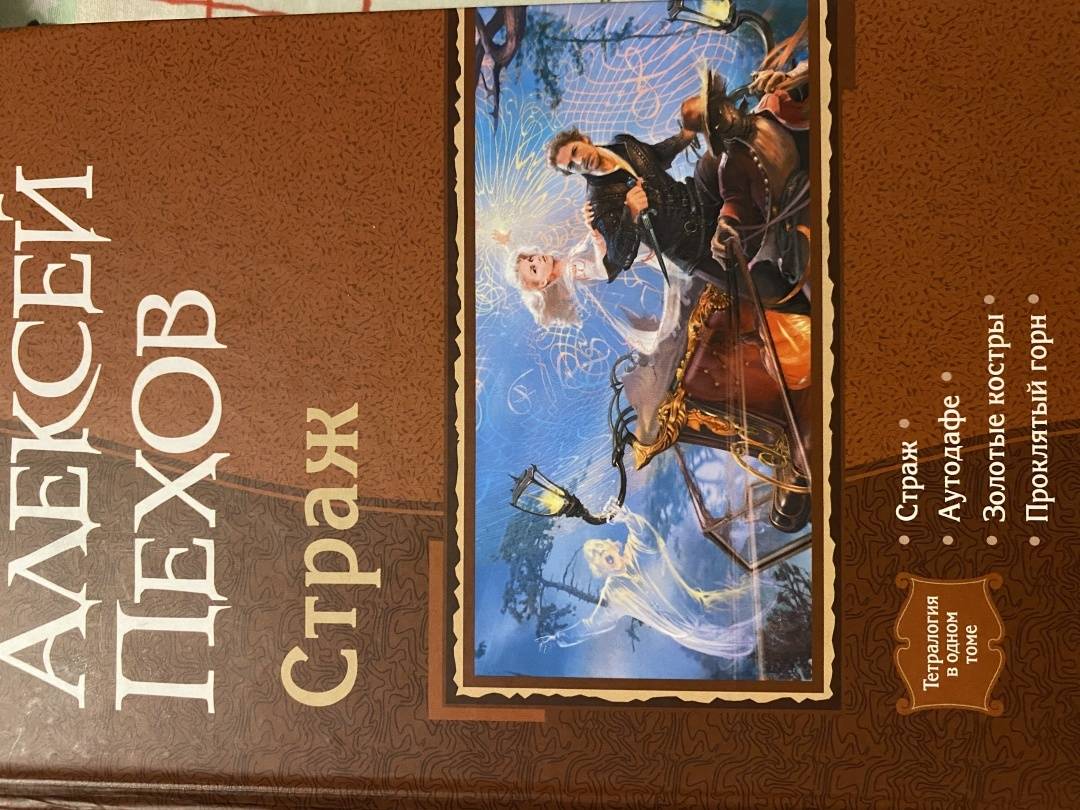 АЛЕКСЕЙ
ПЕХОВ
Страж
Тетралогия
в одном
томе
• Страж •
• Аутодафе •
• Золотые костры •
• Проклятый горн •